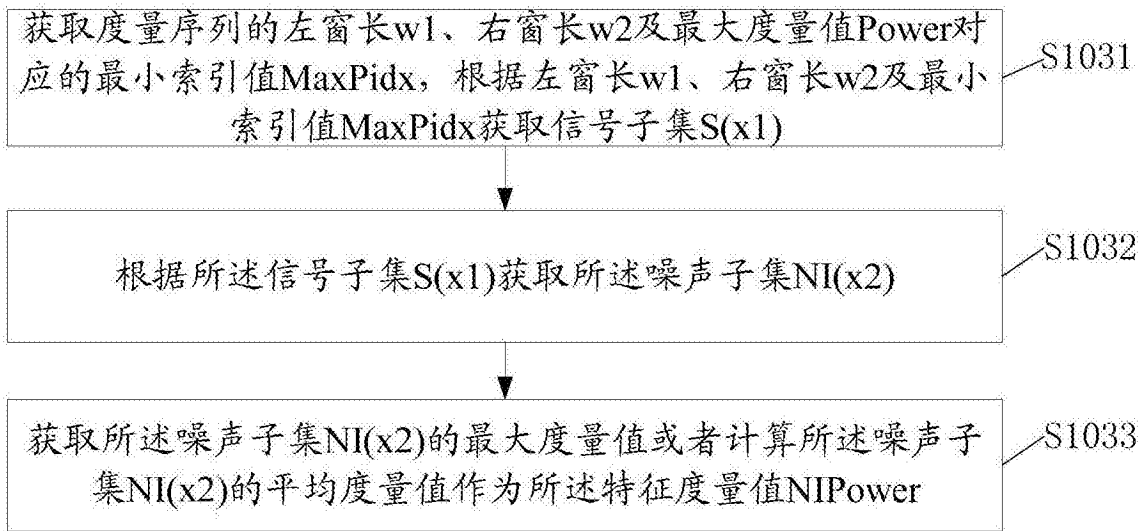 获取度量序列的左窗长w1、右窗长w2及最大度量值Power对
应的最小索引值MaxPidx，根据左窗长w1、右窗长w2及最小
索引值MaxPidx获取信号子集S(x1)
S1031
根据所述信号子集S(x1)获取所述噪声子集NI(x2)
S1032
获取所述噪声子集NI(x2)的最大度量值或者计算所述噪声子
集NI(x2)的平均度量值作为所述特征度量值NIPower
S1033